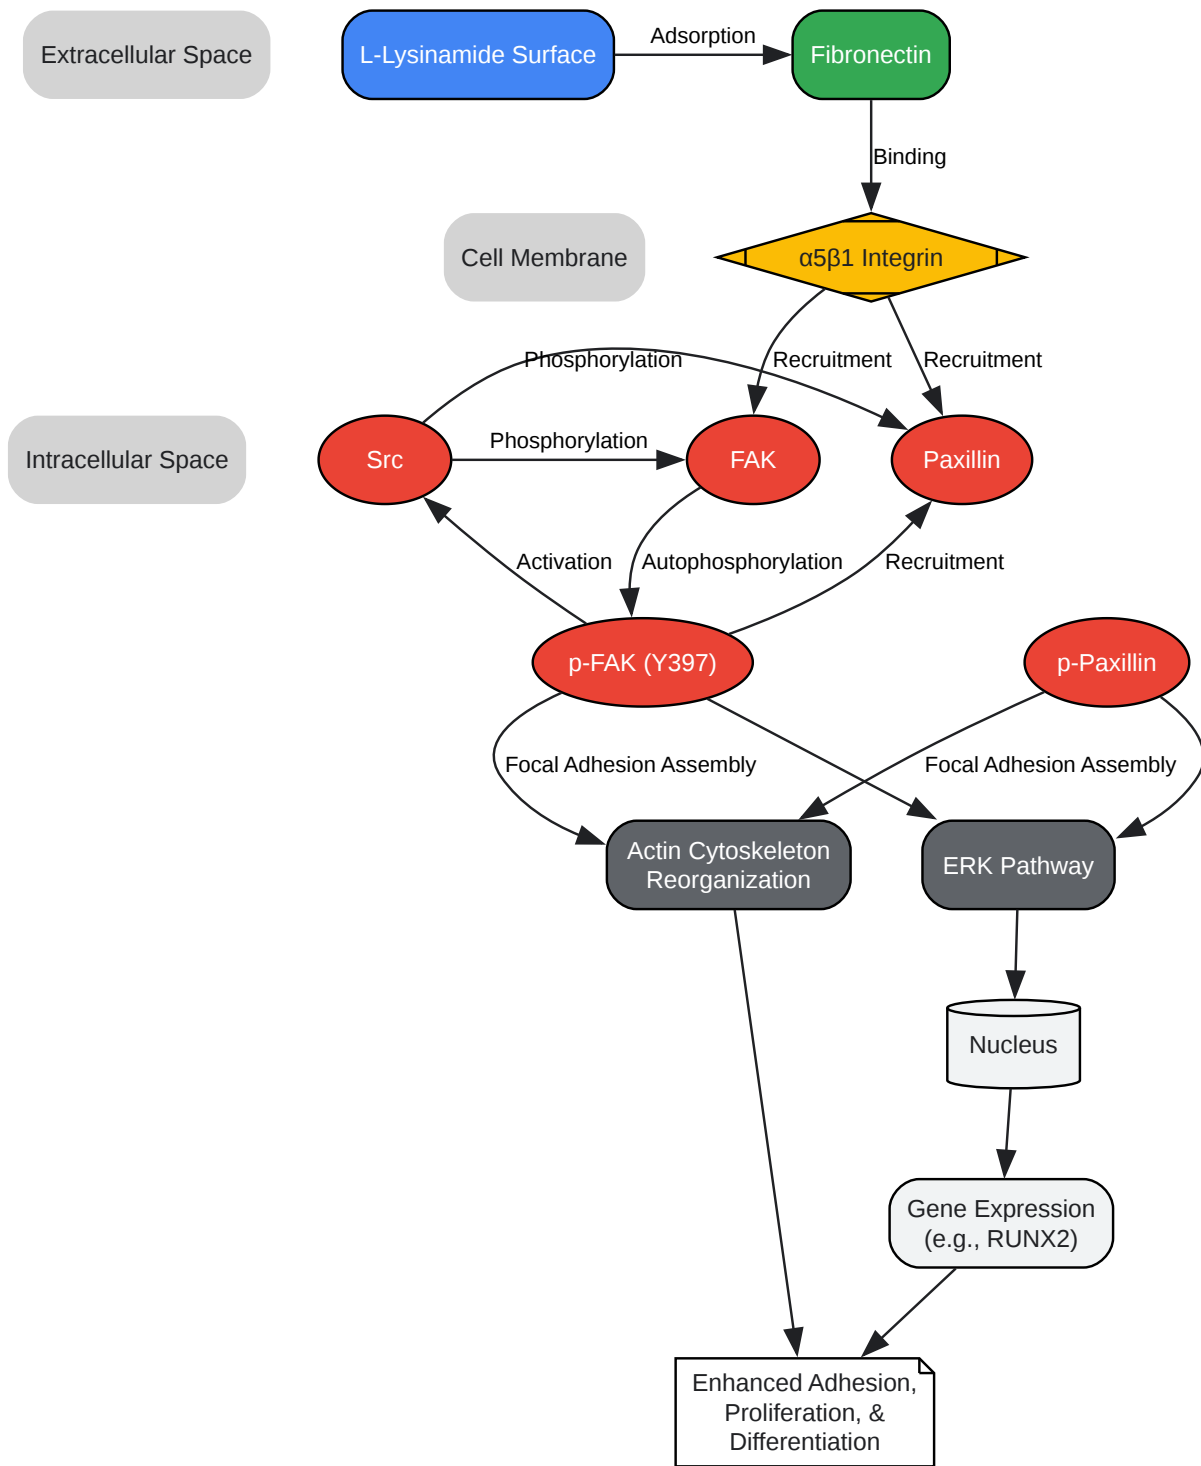 Extracellular Space
L-Lysinamide Surface
Adsorption
Fibronectin
Binding
Cell Membrane
α5β1 Integrin
Phosphorylation
Recruitment
Recruitment
Intracellular Space
Src
Phosphorylation
FAK
Paxillin
Activation
Autophosphorylation
Recruitment
p-FAK (Y397)
p-Paxillin
Focal Adhesion Assembly
Focal Adhesion Assembly
Actin Cytoskeleton
Reorganization
ERK Pathway
Nucleus
Gene Expression
(e.g., RUNX2)
Enhanced Adhesion,
Proliferation, &
Differentiation